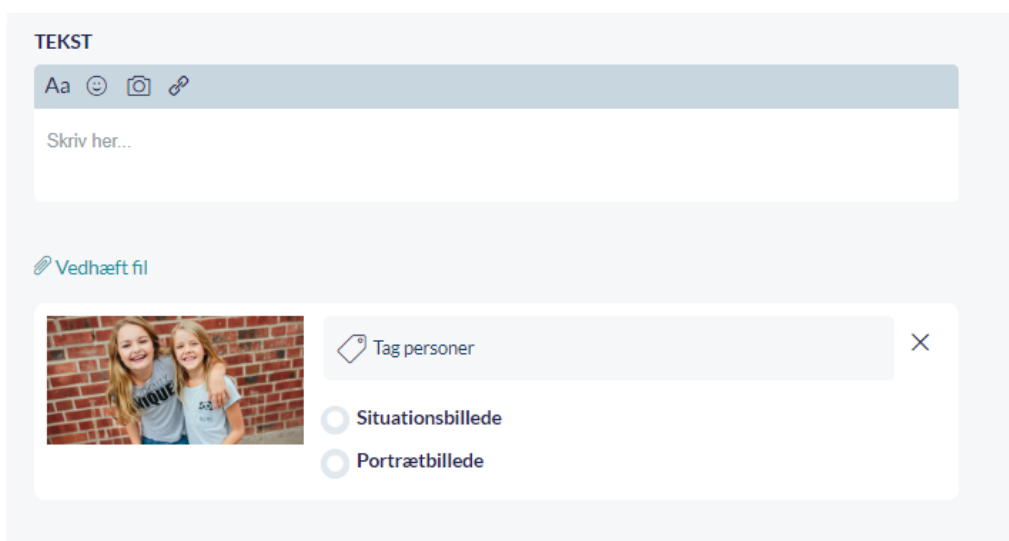 TEKST
Aa
Skriv her...
Vedhæft fil
Tag personer
Situationsbillede
Portrætbillede